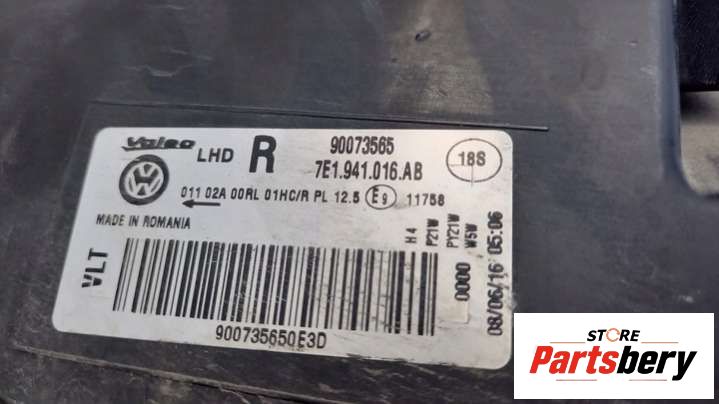 Valeo LHD R 90073565
7E1.941.016.AB
18S
011 02A 00RL 01HC/R PL 12.5 E9 11758
MADE IN ROMANIA
VLT
H4
P21W
PY21W
W5W
0000
08/06/16 05:06
900735650E3D
STORE
Partsbery